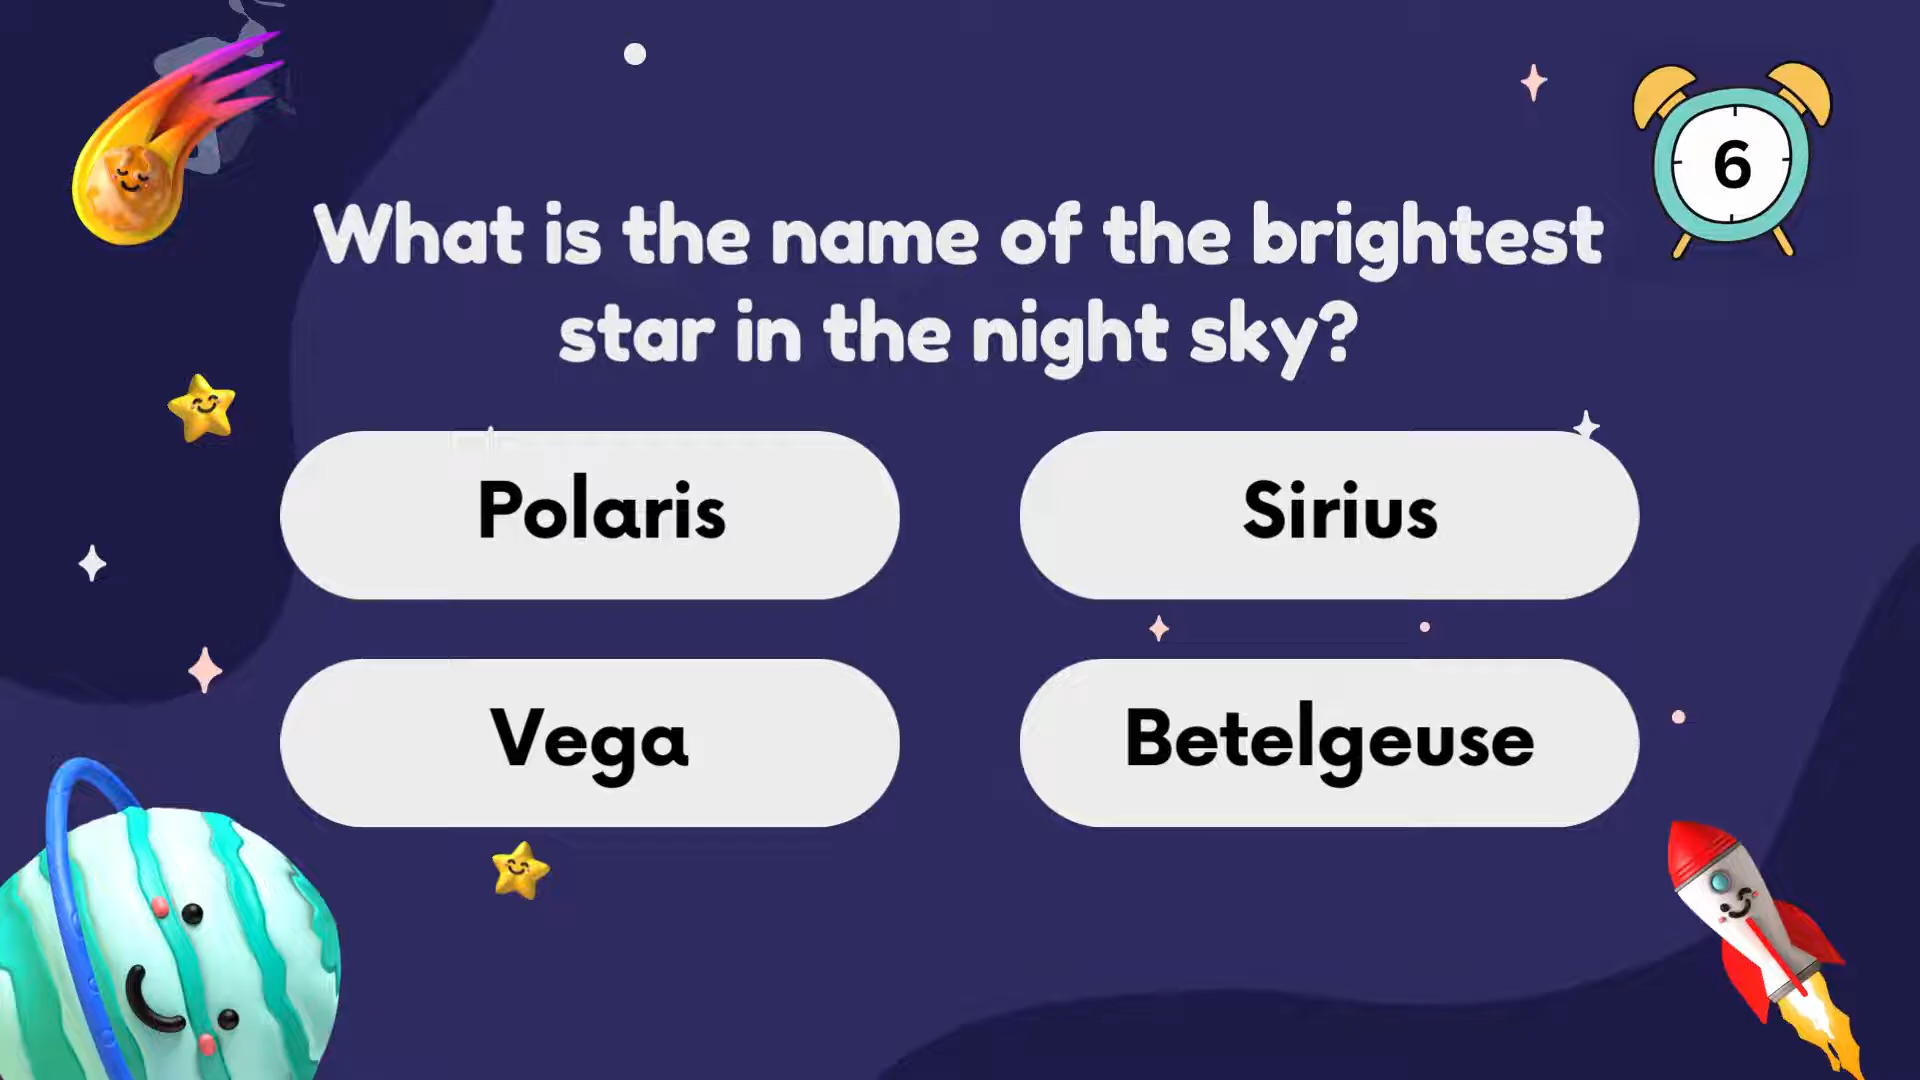 6
What is the name of the brightest
star in the night sky?
Polaris
Sirius
Vega
Betelgeuse